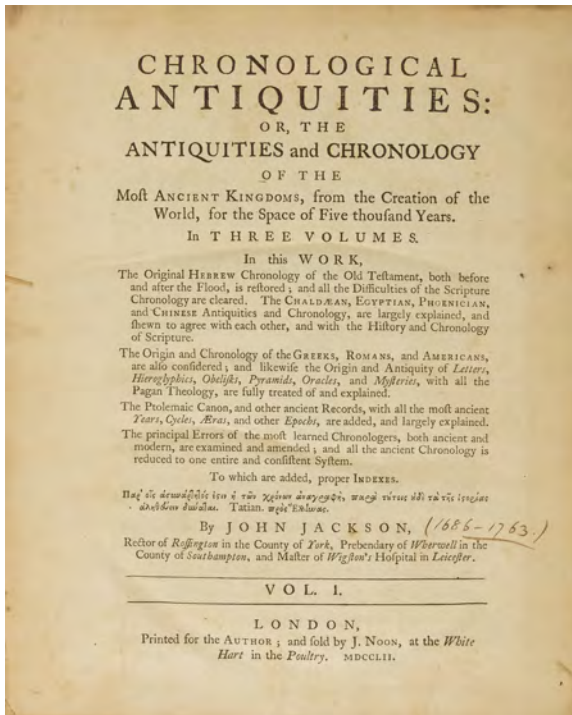 CHRONOLOGICAL
ANTIQUITIES:
OR, THE
ANTIQUITIES and CHRONOLOGY
OF THE
Moſt ANCIENT KINGDOMS, from the Creation of the
World, for the Space of Five thouſand Years.
In THREE VOLUMES.
In this WORK,
The Original HEBREW Chronology of the Old Teſtament, both before
and after the Flood, is reſtored; and all the Difficulties of the Scripture
Chronology are cleared. The CHALDÆAN, EGYPTIAN, PHOENICIAN,
and CHINESE Antiquities and Chronology, are largely explained, and
ſhewn to agree with each other, and with the Hiſtory and Chronology
of Scripture.
The Origin and Chronology of the GREEKS, ROMANS, and AMERICANS,
are alſo conſidered; and likewiſe the Origin and Antiquity of Letters,
Hieroglyphics, Obeliſks, Pyramids, Oracles, and Myſteries, with all the
Pagan Theology, are fully treated of and explained.
The Ptolemaic Canon, and other ancient Records, with all the moſt ancient
Years, Cycles, Æras, and other Epochs, are added, and largely explained.
The principal Errors of the moſt learned Chronologers, both ancient and
modern, are examined and amended; and all the ancient Chronology is
reduced to one entire and conſiſtent Syſtem.
To which are added, proper INDEXES.
ἡ τῶν χρόνων ἀναγραφὴ, τὰ τῆς ἱστορίας
Tatian.
By JOHN JACKSON, (1686-1763.)
Rector of Roſſington in the County of York, Prebendary of Wherwell in the
County of Southampton, and Maſter of Wigſton's Hoſpital in Leiceſter.
VOL. I.
LONDON,
Printed for the AUTHOR; and ſold by J. NOON, at the White
Hart in the Poultry. MDCCLII.